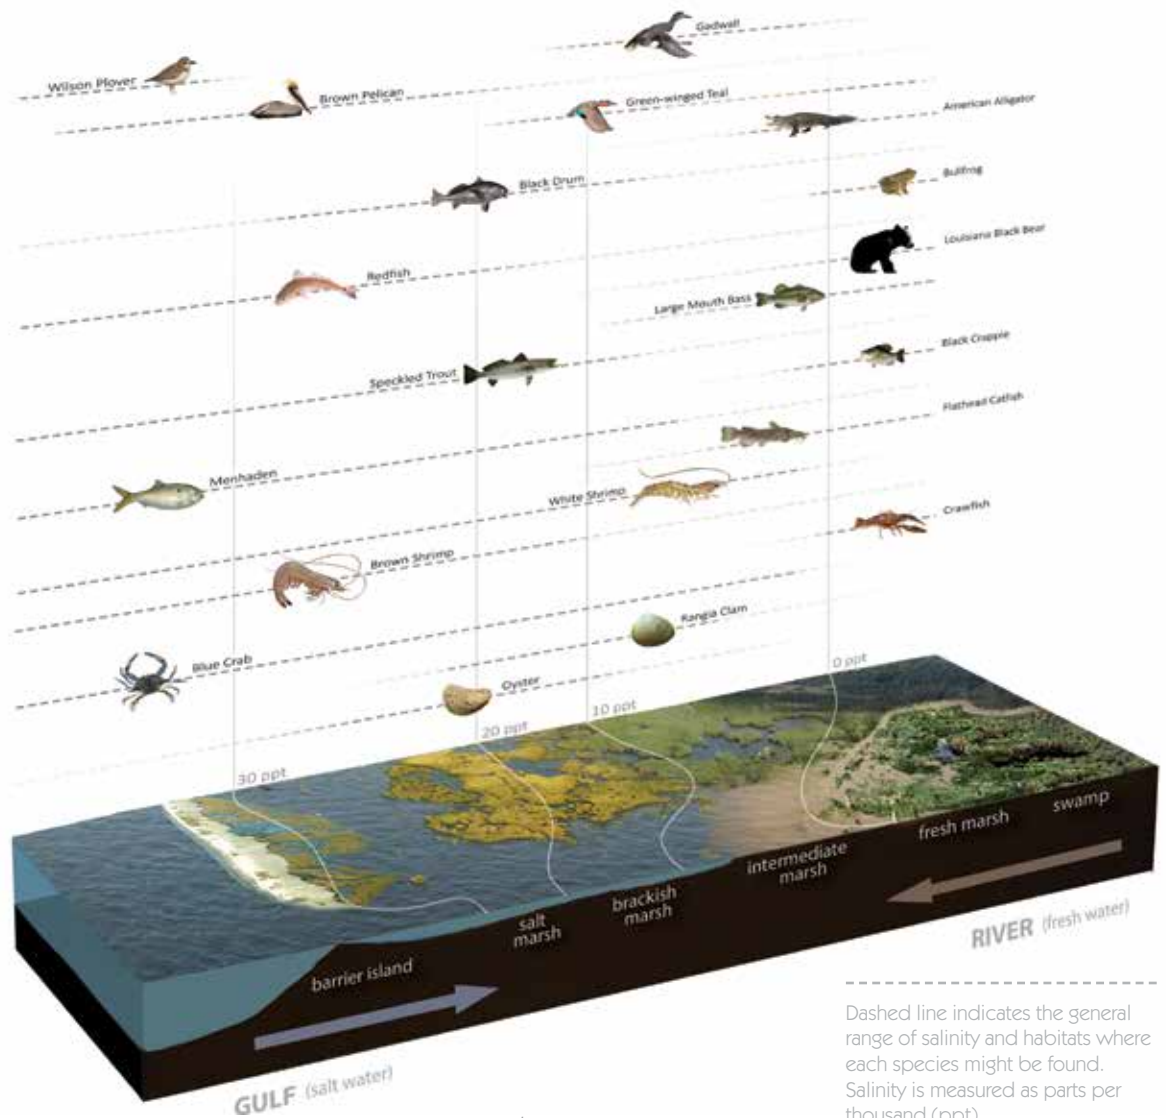 Gadwall
Wilson Plover
Brown Pelican
Green-winged Teal
American Alligator
Black Drum
Bullfrog
Louisiana Black Bear
Redfish
Large Mouth Bass
Black Crappie
Speckled Trout
Flathead Catfish
Menhaden
White Shrimp
Crawfish
Brown Shrimp
Rangia Clam
Blue Crab
Oyster
0 ppt
10 ppt
20 ppt
30 ppt
swamp
fresh marsh
intermediate
marsh
brackish
marsh
salt
marsh
barrier island
RIVER (fresh water)
GULF (salt water)
Dashed line indicates the general
range of salinity and habitats where
each species might be found.
Salinity is measured as parts per
thousand (ppt)